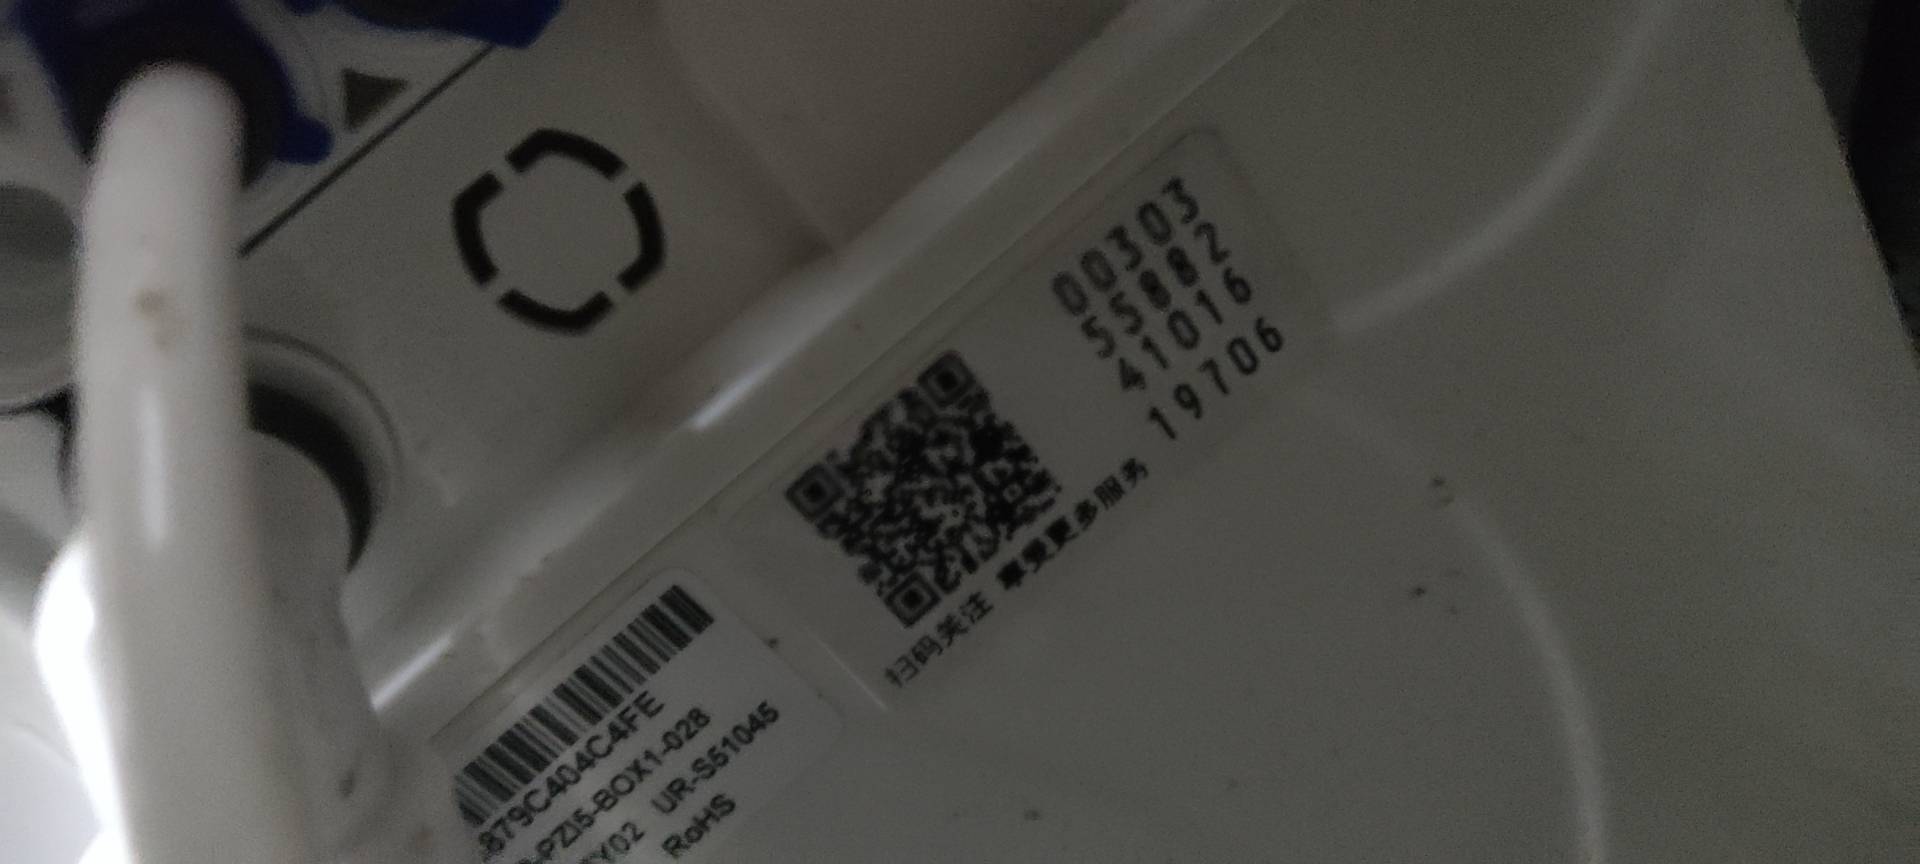 00303
55882
41016
19706
扫码关注 享受更多服务
879C404C4FE
-PZI5-BOX1-028
Y02 UR-S51045
RoHS